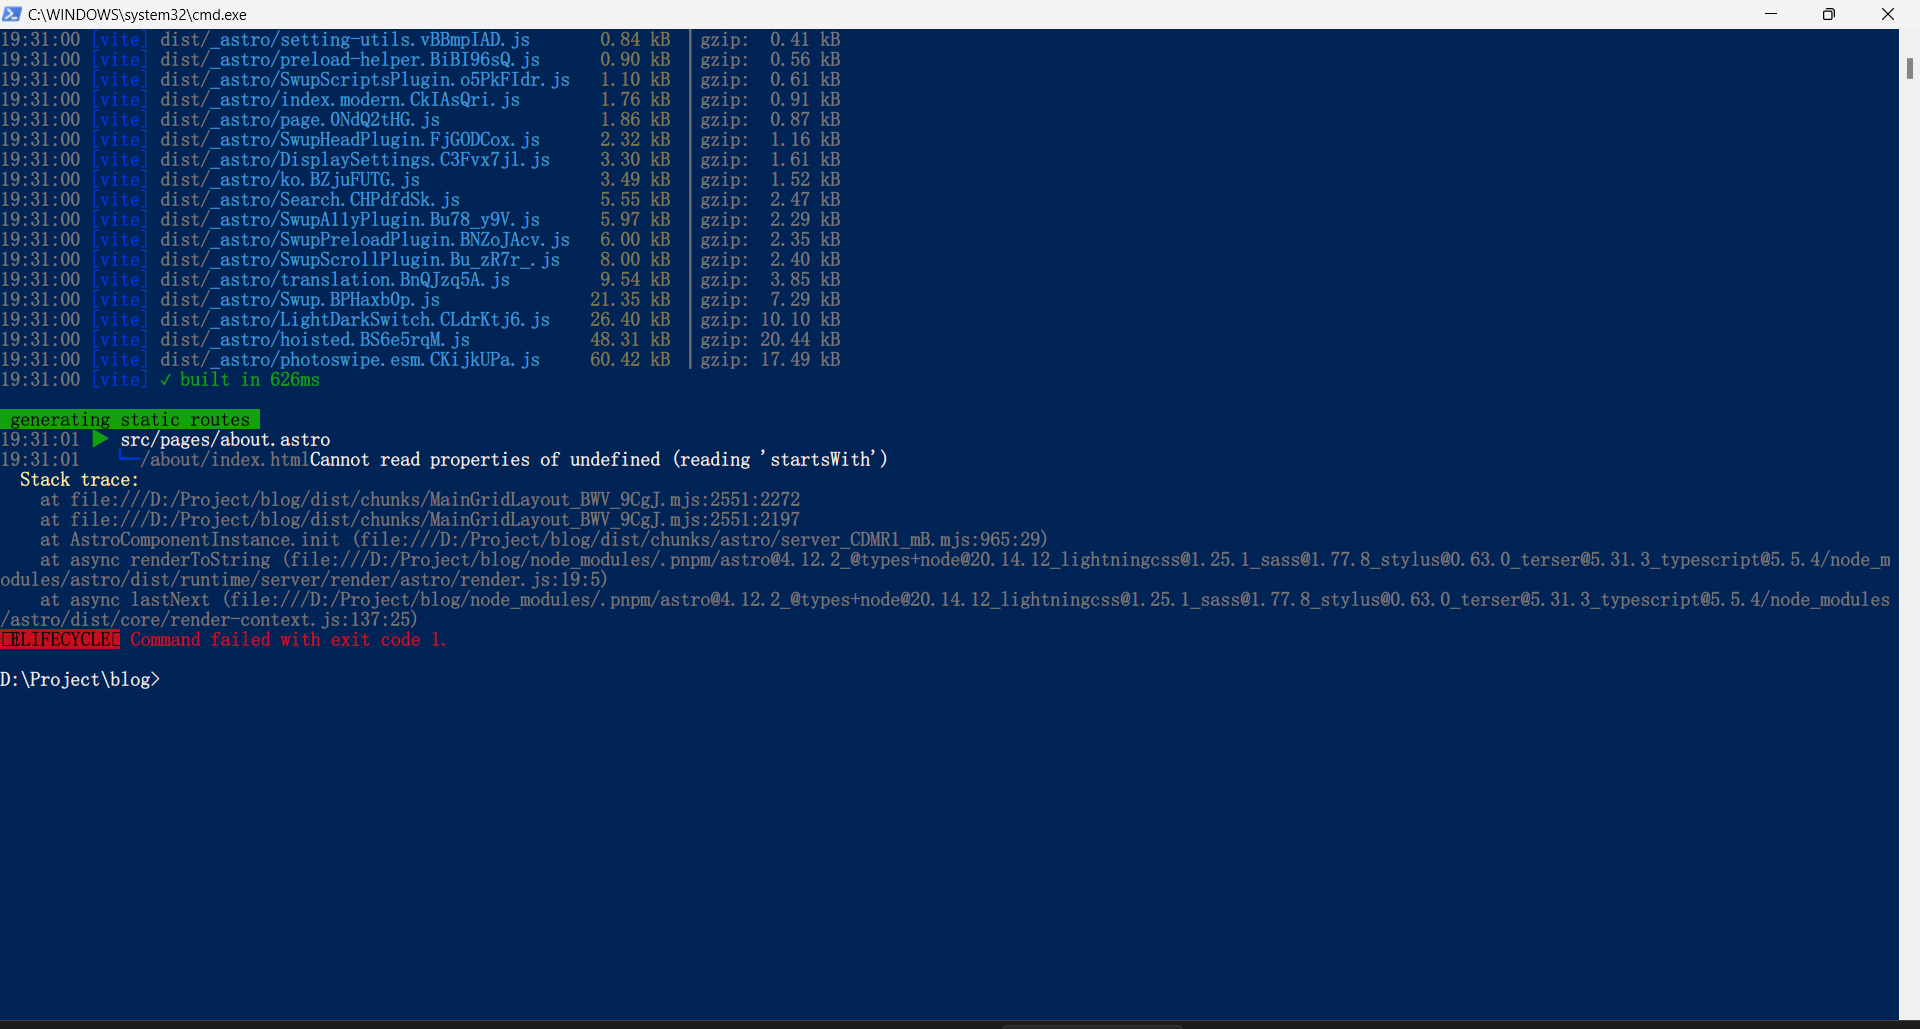 C:\WINDOWS\system32\cmd.exe
19:31:00 [vite] dist/_astro/setting-utils.vBBmpIAD.js 0.84 kB │ gzip: 0.41 kB
19:31:00 [vite] dist/_astro/preload-helper.BiBI96sQ.js 0.90 kB │ gzip: 0.56 kB
19:31:00 [vite] dist/_astro/SwupScriptsPlugin.o5PkFIdr.js 1.10 kB │ gzip: 0.61 kB
19:31:00 [vite] dist/_astro/index.modern.CkIAsQri.js 1.76 kB │ gzip: 0.91 kB
19:31:00 [vite] dist/_astro/page.0NdQ2tHG.js 1.86 kB │ gzip: 0.87 kB
19:31:00 [vite] dist/_astro/SwupHeadPlugin.FjGODCox.js 2.32 kB │ gzip: 1.16 kB
19:31:00 [vite] dist/_astro/DisplaySettings.C3Fvx7jl.js 3.30 kB │ gzip: 1.61 kB
19:31:00 [vite] dist/_astro/ko.BZjuFUTG.js 3.49 kB │ gzip: 1.52 kB
19:31:00 [vite] dist/_astro/Search.CHPdfdSk.js 5.55 kB │ gzip: 2.47 kB
19:31:00 [vite] dist/_astro/SwupA11yPlugin.Bu78_y9V.js 5.97 kB │ gzip: 2.29 kB
19:31:00 [vite] dist/_astro/SwupPreloadPlugin.BNZoJAcv.js 6.00 kB │ gzip: 2.35 kB
19:31:00 [vite] dist/_astro/SwupScrollPlugin.Bu_zR7r_.js 8.00 kB │ gzip: 2.40 kB
19:31:00 [vite] dist/_astro/translation.BnQJzq5A.js 9.54 kB │ gzip: 3.85 kB
19:31:00 [vite] dist/_astro/Swup.BPHaxbOp.js 21.35 kB │ gzip: 7.29 kB
19:31:00 [vite] dist/_astro/LightDarkSwitch.CLdrKtj6.js 26.40 kB │ gzip: 10.10 kB
19:31:00 [vite] dist/_astro/hoisted.BS6e5rqM.js 48.31 kB │ gzip: 20.44 kB
19:31:00 [vite] dist/_astro/photoswipe.esm.CKijkUPa.js 60.42 kB │ gzip: 17.49 kB
19:31:00 [vite] ✓ built in 626ms
generating static routes
19:31:01 ▶ src/pages/about.astro
19:31:01 └─/about/index.htmlCannot read properties of undefined (reading 'startsWith')
Stack trace:
at file:///D:/Project/blog/dist/chunks/MainGridLayout_BWV_9CgJ.mjs:2551:2272
at file:///D:/Project/blog/dist/chunks/MainGridLayout_BWV_9CgJ.mjs:2551:2197
at AstroComponentInstance.init (file:///D:/Project/blog/dist/chunks/astro/server_CDMR1_mB.mjs:965:29)
at async renderToString (file:///D:/Project/blog/node_modules/.pnpm/astro@4.12.2_@types+node@20.14.12_lightningcss@1.25.1_sass@1.77.8_stylus@0.63.0_terser@5.31.3_typescript@5.5.4/node_m
odules/astro/dist/runtime/server/render/astro/render.js:19:5)
at async lastNext (file:///D:/Project/blog/node_modules/.pnpm/astro@4.12.2_@types+node@20.14.12_lightningcss@1.25.1_sass@1.77.8_stylus@0.63.0_terser@5.31.3_typescript@5.5.4/node_modules
/astro/dist/core/render-context.js:137:25)
ELIFECYCLE Command failed with exit code 1.
D:\Project\blog>